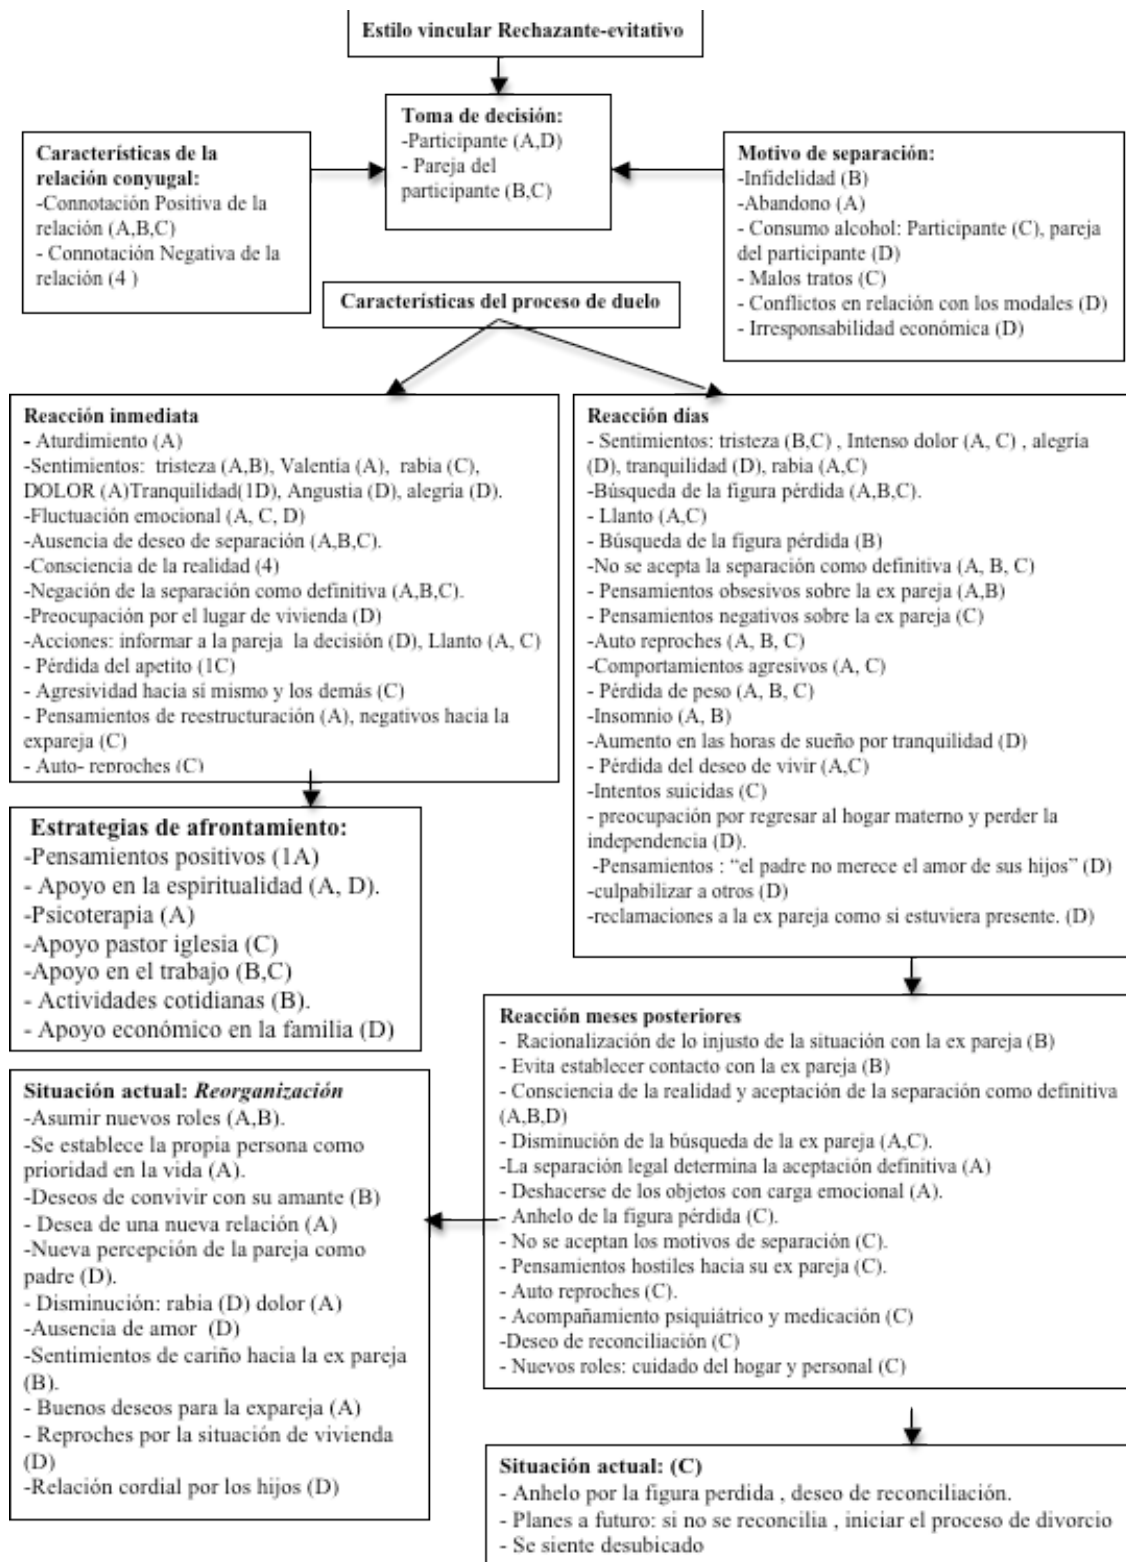 Estilo vincular Rechazante-evitativo
Toma de decisión:
-Participante (A,D)
- Pareja del
participante (B,C)
Características de la
relación conyugal:
-Connotación Positiva de la
relación (A,B,C)
- Connotación Negativa de la
relación (4 )
Motivo de separación:
-Infidelidad (B)
-Abandono (A)
- Consumo alcohol: Participante (C), pareja
del participante (D)
- Malos tratos (C)
- Conflictos en relación con los modales (D)
- Irresponsabilidad económica (D)
Características del proceso de duelo
Reacción inmediata
- Aturdimiento (A)
-Sentimientos:  tristeza (A,B), Valentía (A),  rabia (C),
DOLOR (A)Tranquilidad(1D), Angustia (D), alegría (D).
-Fluctuación emocional (A, C, D)
-Ausencia de deseo de separación (A,B,C).
-Consciencia de la realidad (4)
-Negación de la separación como definitiva (A,B,C).
-Preocupación por el lugar de vivienda (D)
-Acciones: informar a la pareja  la decisión (D), Llanto (A, C)
- Pérdida del apetito (1C)
- Agresividad hacia sí mismo y los demás (C)
- Pensamientos de reestructuración (A), negativos hacia la
expareja (C)
- Auto- reproches (C)
Reacción días
- Sentimientos: tristeza (B,C) , Intenso dolor (A, C) , alegría
(D), tranquilidad (D), rabia (A,C)
-Búsqueda de la figura pérdida (A,B,C).
- Llanto (A,C)
- Búsqueda de la figura pérdida (B)
-No se acepta la separación como definitiva (A, B, C)
- Pensamientos obsesivos sobre la ex pareja (A,B)
- Pensamientos negativos sobre la ex pareja (C)
- Auto reproches (A, B, C)
-Comportamientos agresivos (A, C)
- Pérdida de peso (A, B, C)
-Insomnio (A, B)
-Aumento en las horas de sueño por tranquilidad (D)
- Pérdida del deseo de vivir (A,C)
-Intentos suicidas (C)
- preocupación por regresar al hogar materno y perder la
independencia (D).
-Pensamientos : “el padre no merece el amor de sus hijos” (D)
-culpabilizar a otros (D)
-reclamaciones a la ex pareja como si estuviera presente. (D)
Estrategias de afrontamiento:
-Pensamientos positivos (1A)
- Apoyo en la espiritualidad (A, D).
-Psicoterapia (A)
-Apoyo pastor iglesia (C)
-Apoyo en el trabajo (B,C)
- Actividades cotidianas (B).
- Apoyo económico en la familia (D)
Reacción meses posteriores
-  Racionalización de lo injusto de la situación con la ex pareja (B)
- Evita establecer contacto con la ex pareja (B)
- Consciencia de la realidad y aceptación de la separación como definitiva
(A,B,D)
- Disminución de la búsqueda de la ex pareja (A,C).
-La separación legal determina la aceptación definitiva (A)
- Deshacerse de los objetos con carga emocional (A).
- Anhelo de la figura pérdida (C).
- No se aceptan los motivos de separación (C).
- Pensamientos hostiles hacia su ex pareja (C).
- Auto reproches (C).
- Acompañamiento psiquiátrico y medicación (C)
-Deseo de reconciliación (C)
- Nuevos roles: cuidado del hogar y personal (C)
Situación actual: Reorganización
-Asumir nuevos roles (A,B).
-Se establece la propia persona como
prioridad en la vida (A).
-Deseos de convivir con su amante (B)
- Desea de una nueva relación (A)
-Nueva percepción de la pareja como
padre (D).
- Disminución: rabia (D) dolor (A)
-Ausencia de amor  (D)
-Sentimientos de cariño hacia la ex pareja
(B).
- Buenos deseos para la expareja (A)
- Reproches por la situación de vivienda
(D)
-Relación cordial por los hijos (D)
Situación actual: (C)
- Anhelo por la figura perdida , deseo de reconciliación.
- Planes a futuro: si no se reconcilia , iniciar el proceso de divorcio
- Se siente desubicado